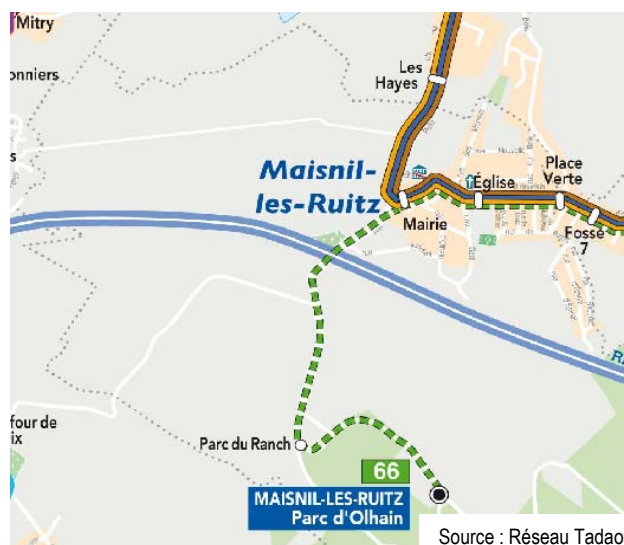 Mitry
onniers
Les
Hayes
Maisnil-
les-Ruitz
Mairie
Église
Place
Verte
Fosse
7
s
four de
ix
Parc du Ranch
66
MAISNIL-LES-RUITZ
Parc d'Olhain
Source : Réseau Tadao